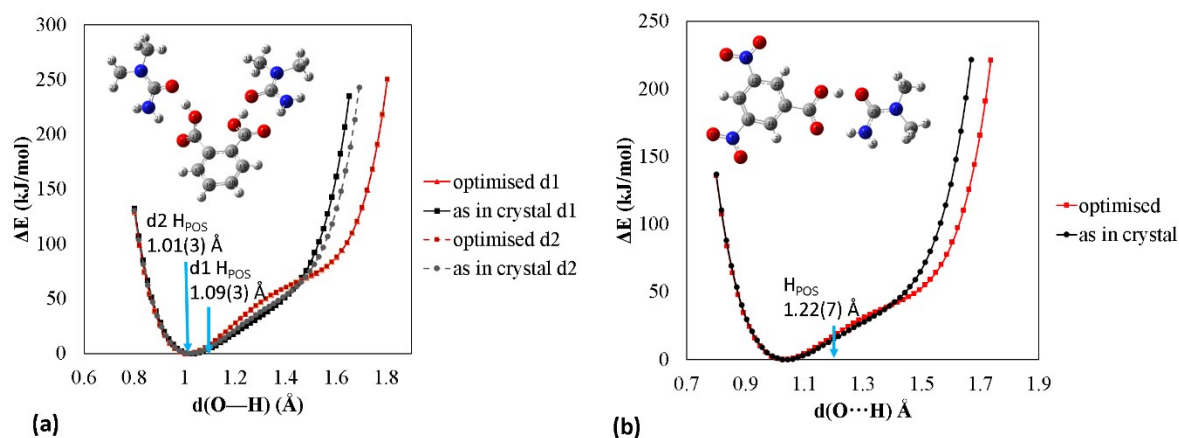 300
250
200
150
100
50
0
ΔE (kJ/mol)
d2 HPOS
1.01(3) Å
d1 HPOS
1.09(3) Å
0.6 0.8 1 1.2 1.4 1.6 1.8
d(O—H) (Å)
optimised d1
as in crystal d1
optimised d2
as in crystal d2
(a)
250
200
150
100
50
0
ΔE (kJ/mol)
HPOS
1.22(7) Å
0.7 0.9 1.1 1.3 1.5 1.7 1.9
d(O···H) Å
optimised
as in crystal
(b)